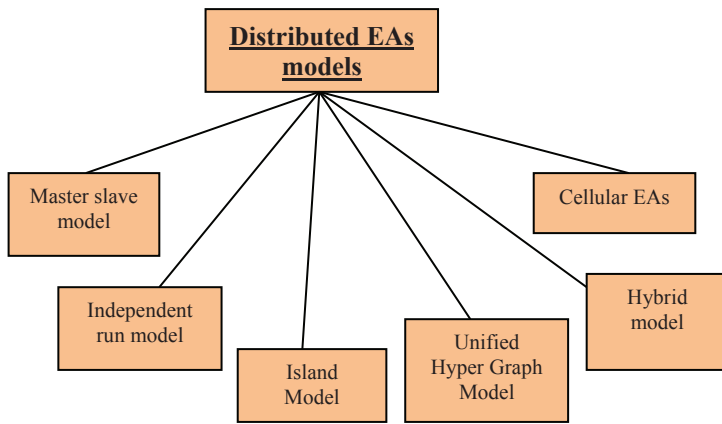 Distributed EAs
models
Master slave
model
Cellular EAs
Independent
run model
Hybrid
model
Island
Model
Unified
Hyper Graph
Model